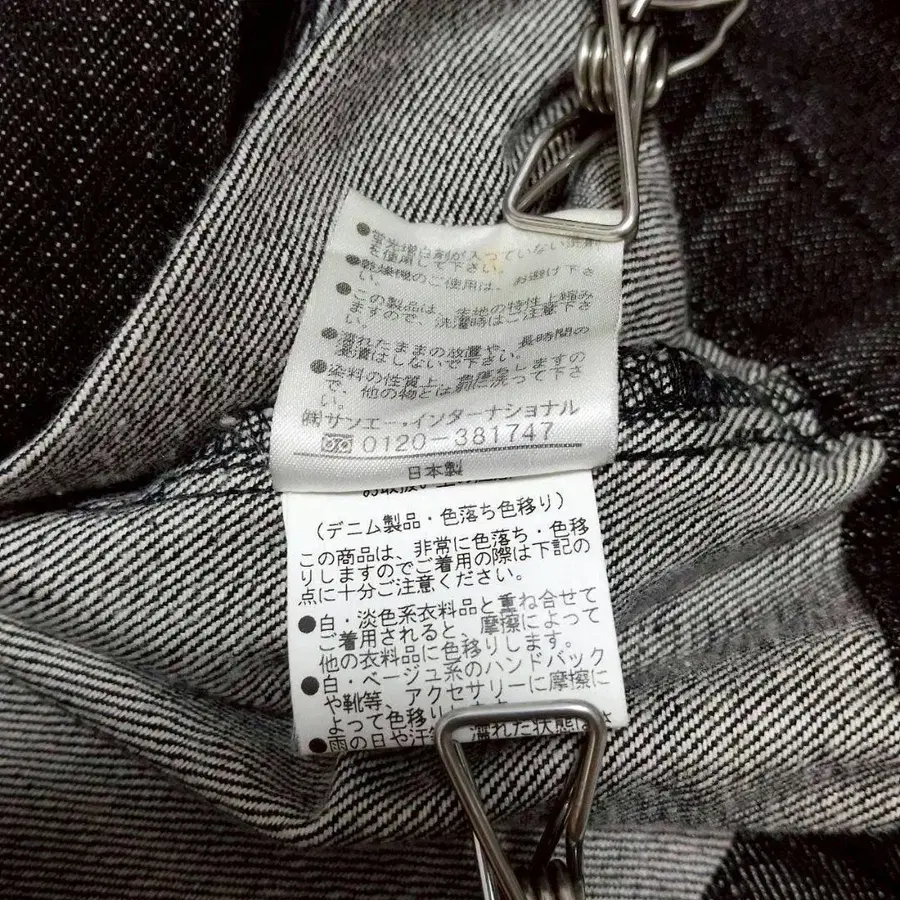 ●蛍光増白剤が入っていない洗剤
を使用して下さい。
●乾燥機のご使用は、お避け下さ
い。
●この製品は、生地の特性上縮み
ますので、洗濯時はご注意下さ
い。
●濡れたままの放置や、長時間の
浸漬はしないで下さい。
●染料の性質上、色落ちしますの
で、他の物とは別に洗って下さ
い。
㈱サンエー・インターナショナル
0120-381747
日本製
(デニム製品・色落ち色移り)
この商品は、非常に色落ち・色移
りしますのでご着用の際は下記の
点に十分ご注意ください。
●白・淡色系衣料品と重ね合せて
ご着用されると、摩擦によって
他の衣料品に色移りします。
●白・ベージュ系のハンドバック
や靴等、アクセサリーに摩擦に
よって色移り
●雨の日や汗 濡れた状態は